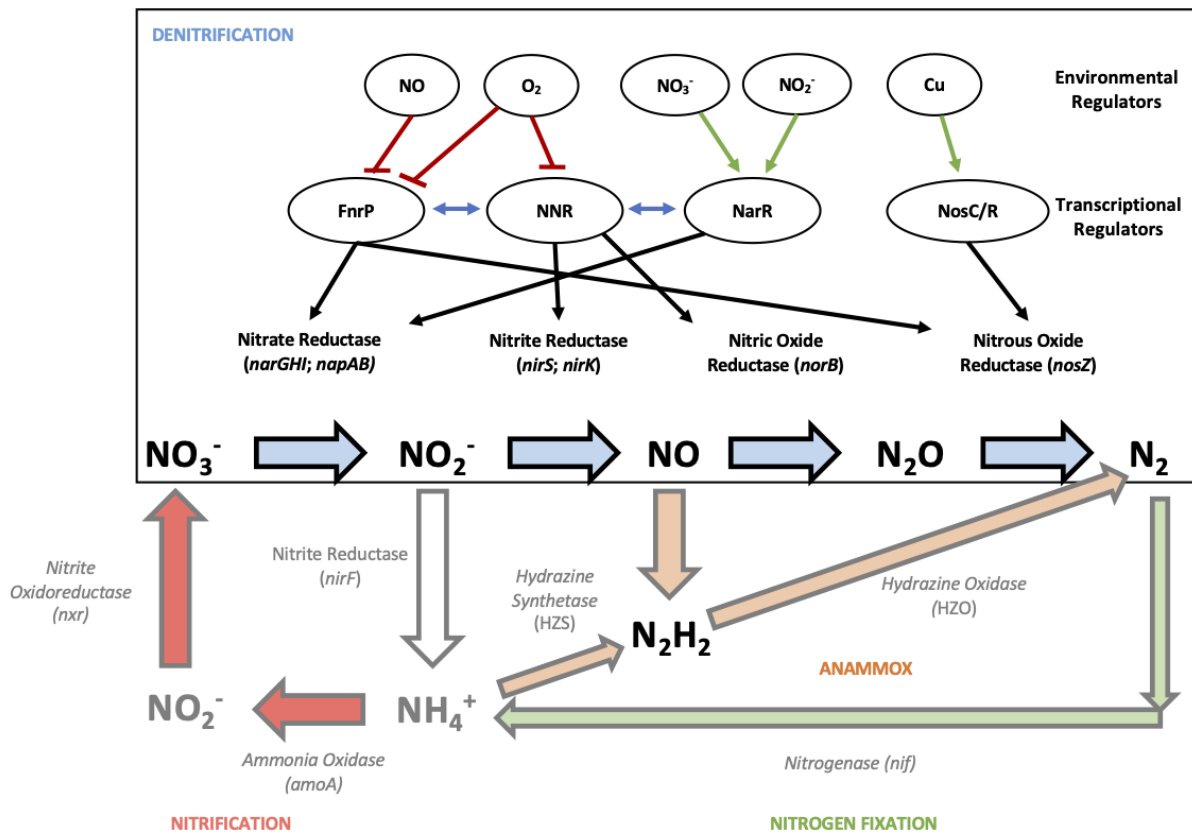 DENITRIFICATION
NO
O₂
NO₃⁻
NO₂⁻
Cu
Environmental
Regulators
FnrP
NNR
NarR
NosC/R
Transcriptional
Regulators
Nitrate Reductase
(narGHI; napAB)
Nitrite Reductase
(nirS; nirK)
Nitric Oxide
Reductase (norB)
Nitrous Oxide
Reductase (nosZ)
NO₃⁻
NO₂⁻
NO
N₂O
N₂
Nitrite
Oxidoreductase
(nxr)
Nitrite Reductase
(nirF)
Hydrazine
Synthetase
(HZS)
Hydrazine Oxidase
(HZO)
N₂H₂
ANAMMOX
NO₂⁻
NH₄⁺
Ammonia Oxidase
(amoA)
Nitrogenase (nif)
NITRIFICATION
NITROGEN FIXATION